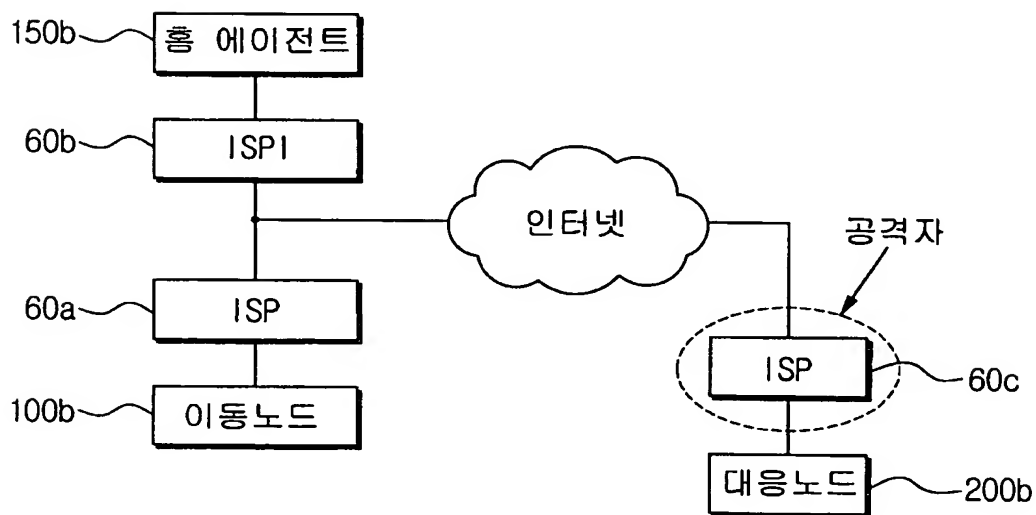 150b
홈 에이전트
60b
ISPI
인터넷
공격자
60a
ISP
ISP
60c
100b
이동노드
대응노드
200b